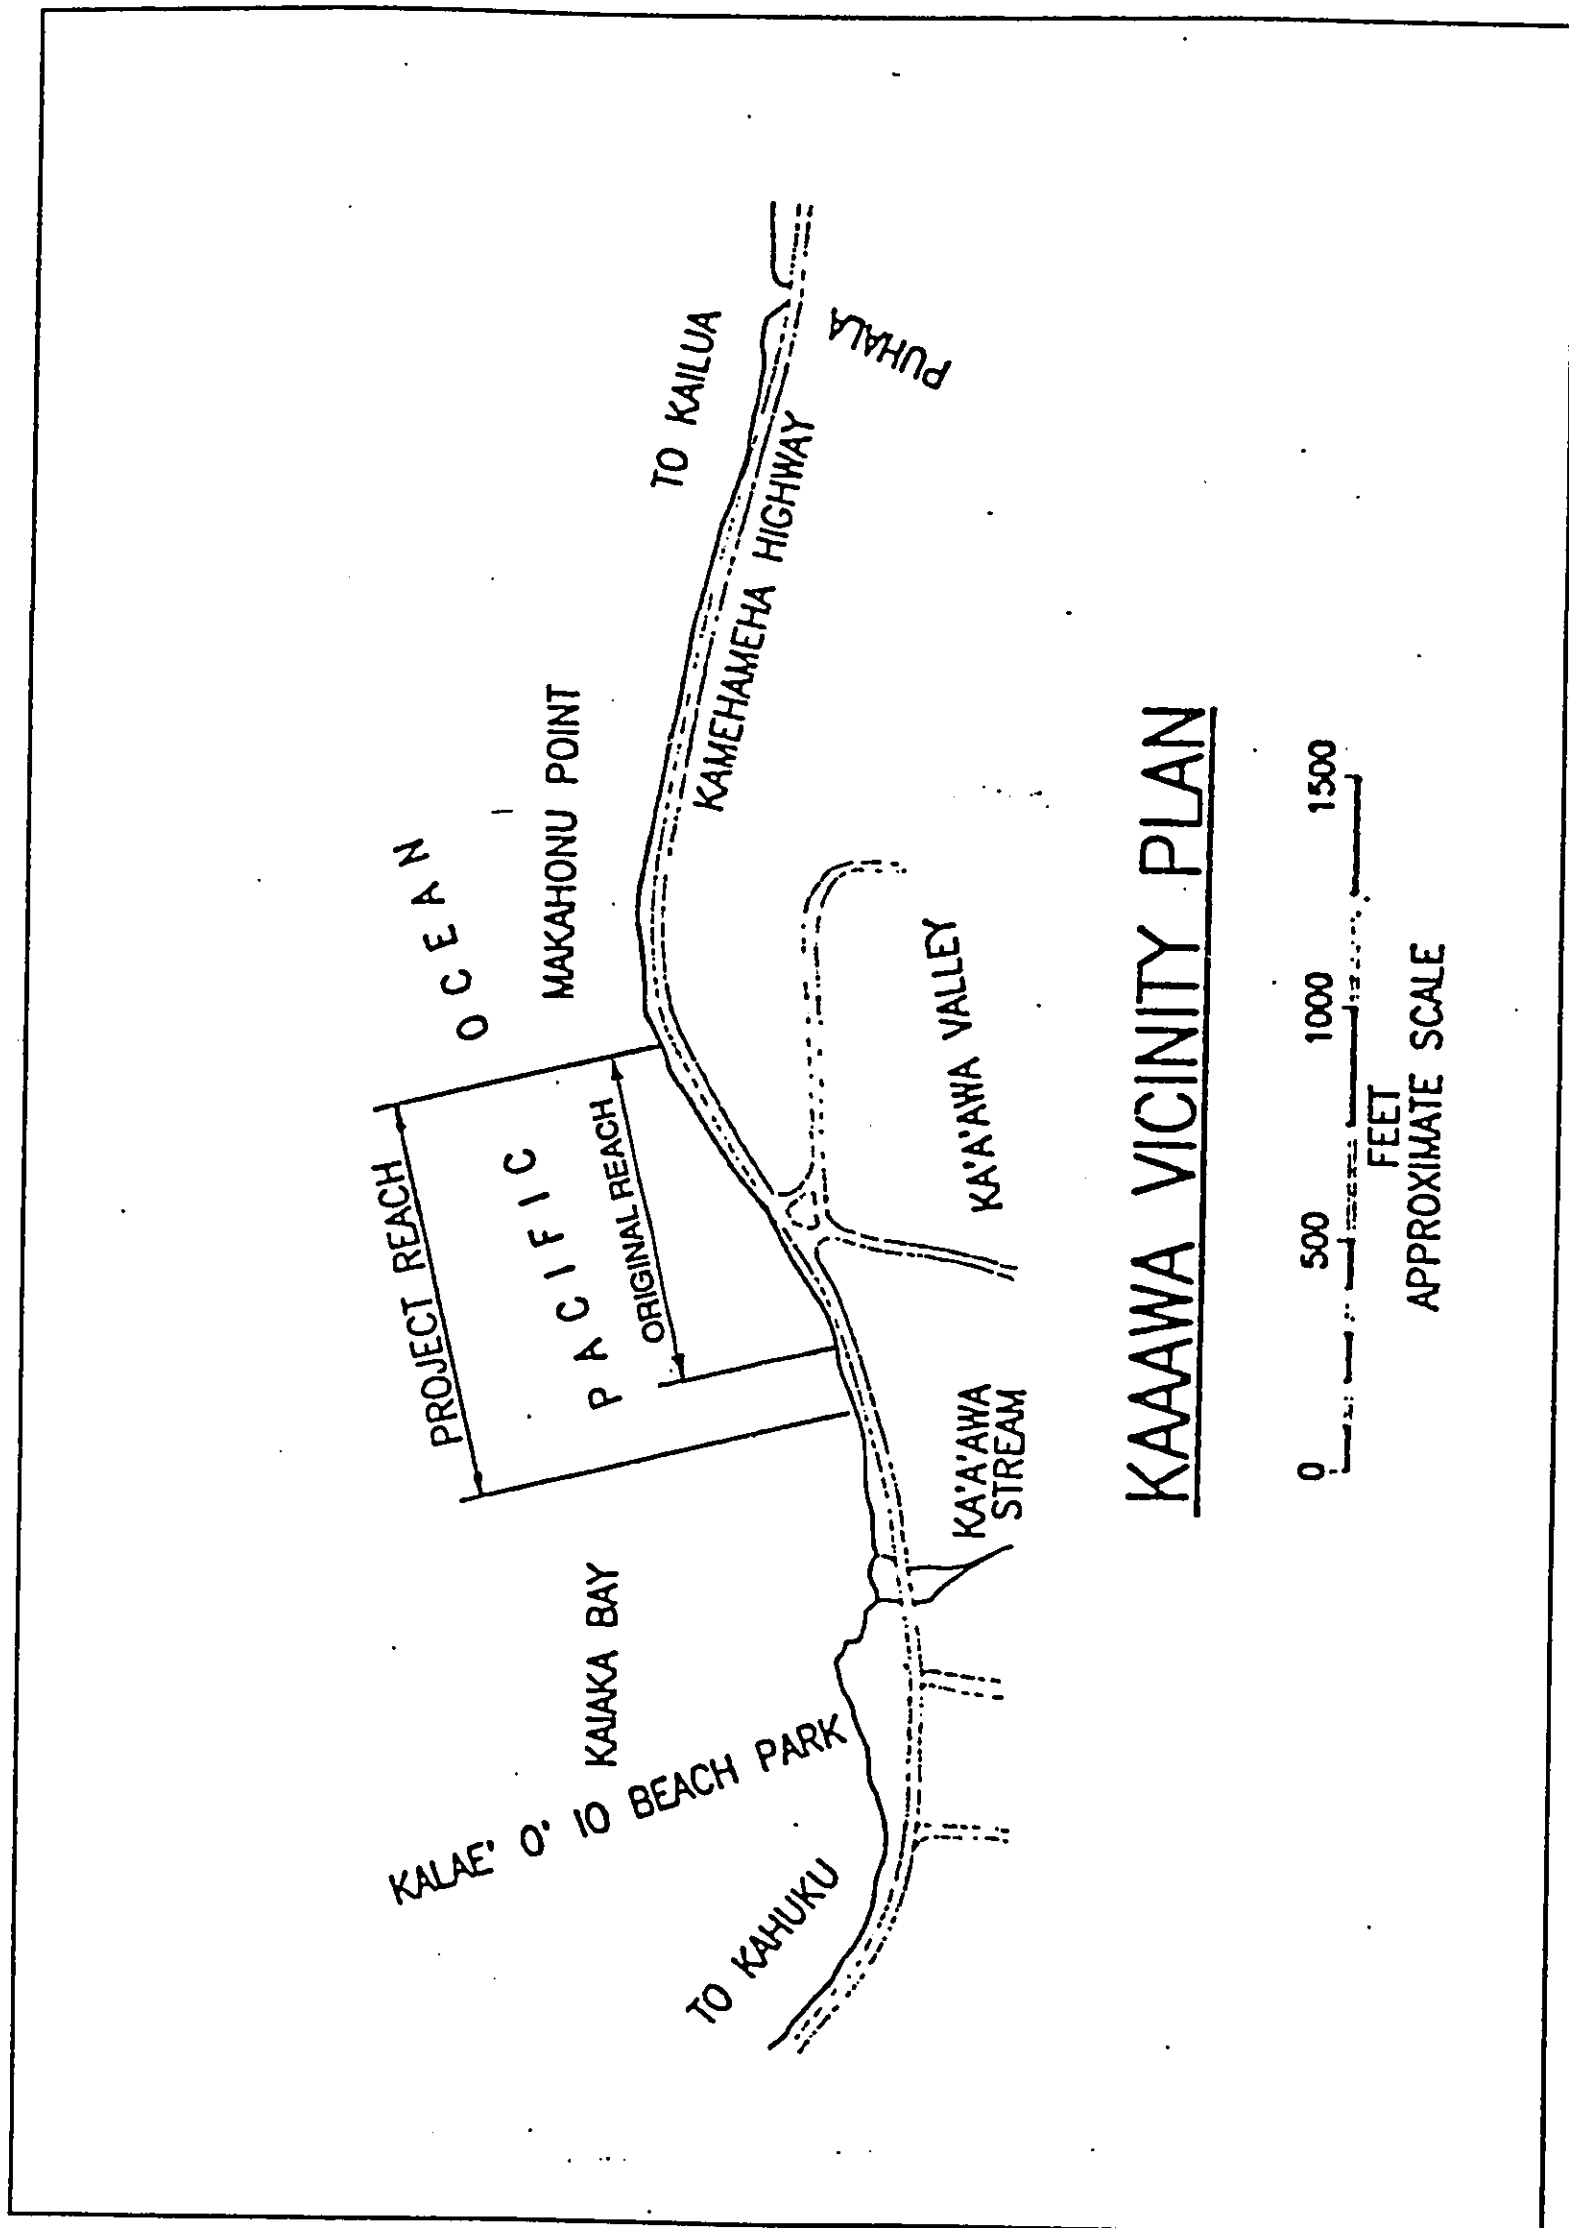 PROJECT REACH
ORIGINAL REACH
PACIFIC
OCEAN
KALAE' O' IO BEACH PARK
KAIAKA BAY
MAKAHONU POINT
TO KAHUKU
TO KAILUA
KAMEHAMEHA HIGHWAY
PUHALA
KA'A'AWA
STREAM
KA'A'AWA VALLEY
KAAAWA VICINITY PLAN
0 500 1000 1500
FEET
APPROXIMATE SCALE